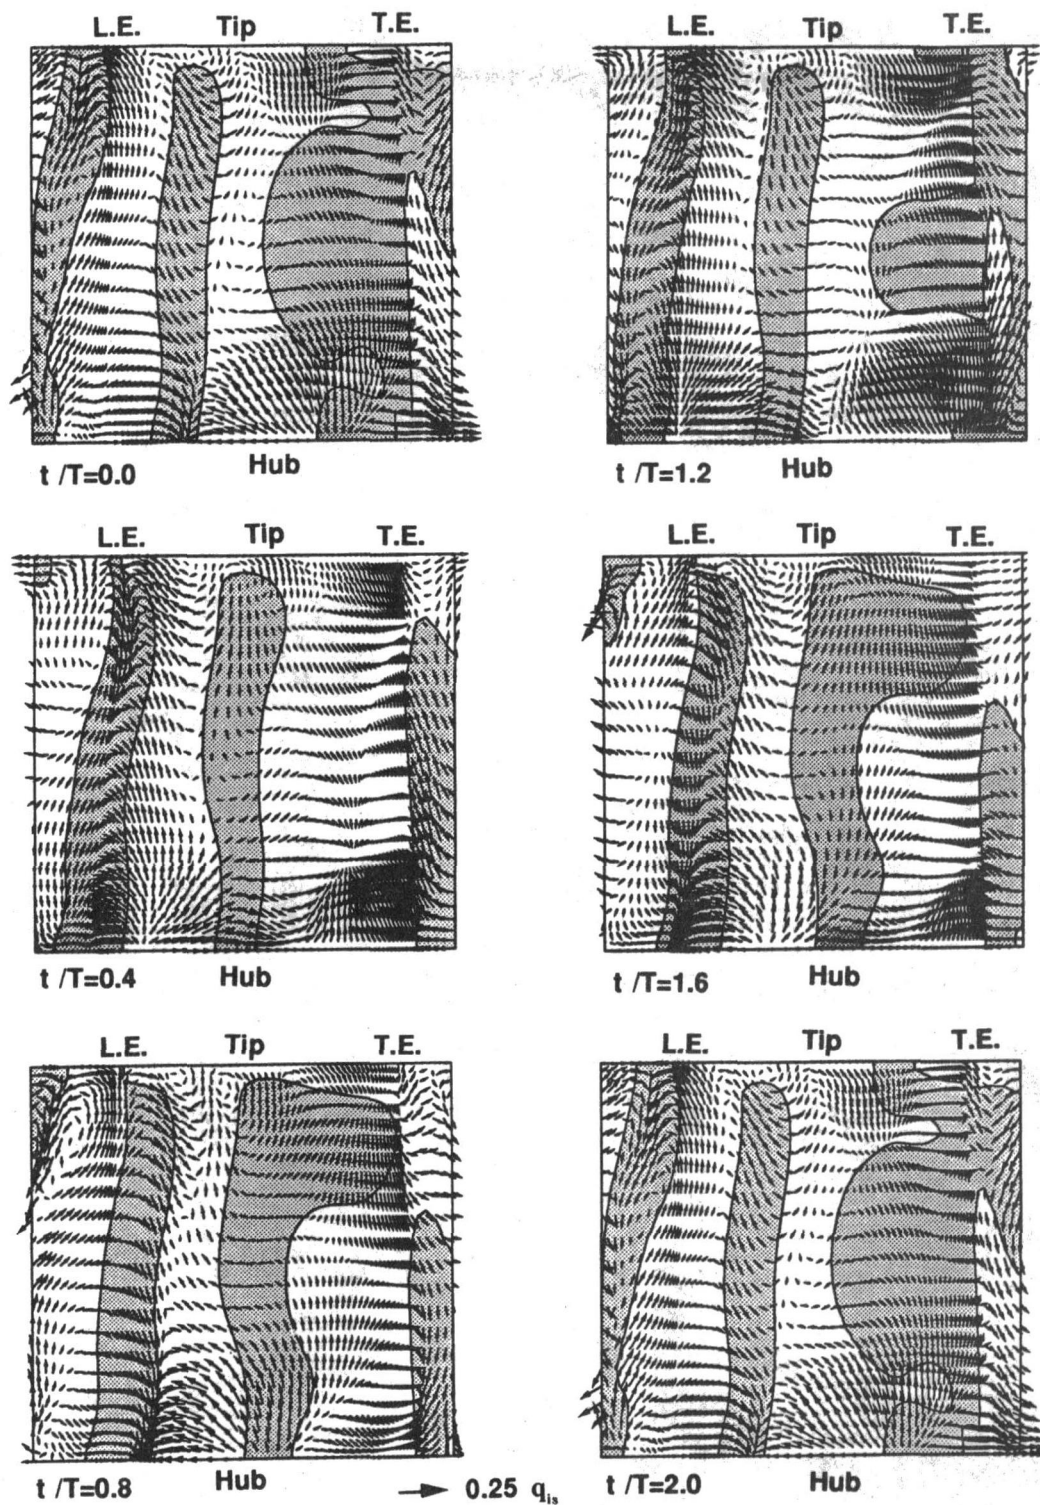 L.E. Tip T.E.
L.E. Tip T.E.
t /T=0.0 Hub
t /T=1.2 Hub
L.E. Tip T.E.
L.E. Tip T.E.
t /T=0.4 Hub
t /T=1.6 Hub
L.E. Tip T.E.
L.E. Tip T.E.
t /T=0.8 Hub
0.25 q_is
t /T=2.0 Hub